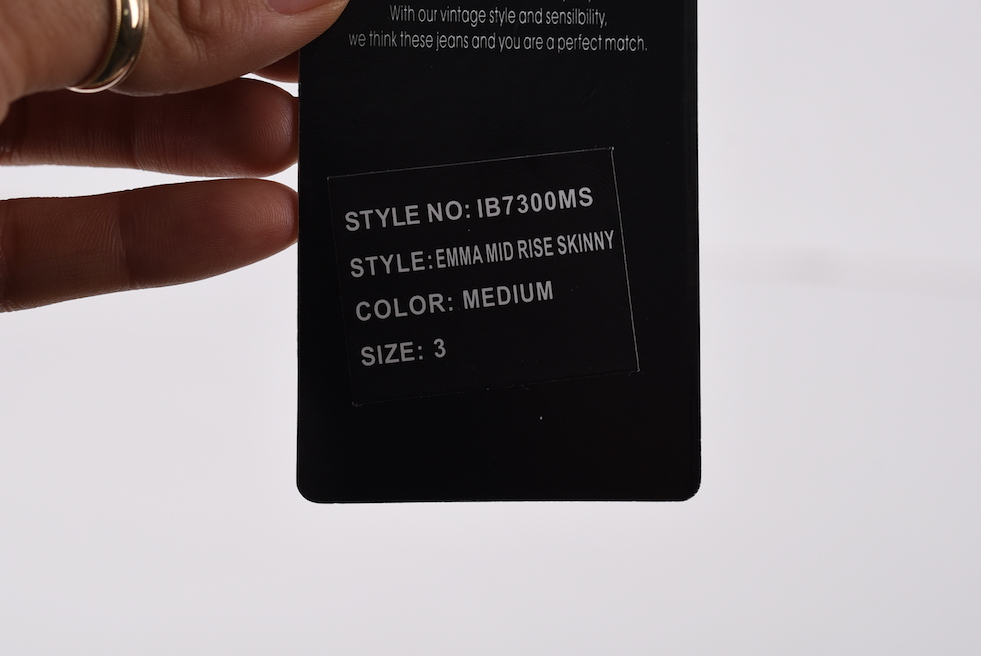 With our vintage style and sensilbility,
we think these jeans and you are a perfect match.
STYLE NO: IB7300MS
STYLE:EMMA MID RISE SKINNY
COLOR: MEDIUM
SIZE: 3